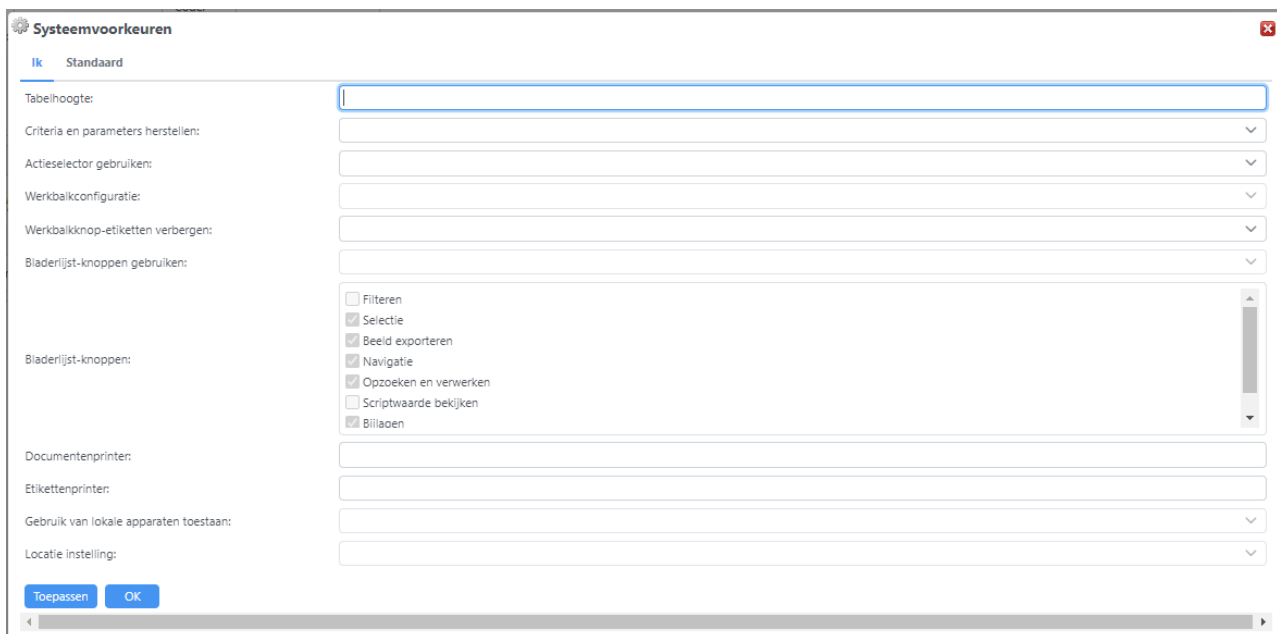 Systeemvoorkeuren
Ik Standaard
Tabelhoogte:
Criteria en parameters herstellen:
Actieselector gebruiken:
Werkbalkconfiguratie:
Werkbalkknop-etiketten verbergen:
Bladerlijst-knoppen gebruiken:
Bladerlijst-knoppen:
Filteren
Selectie
Beeld exporteren
Navigatie
Opzoeken en verwerken
Scriptwaarde bekijken
Bijlagen
Documentenprinter:
Etikettenprinter:
Gebruik van lokale apparaten toestaan:
Locatie instelling:
Toepassen OK